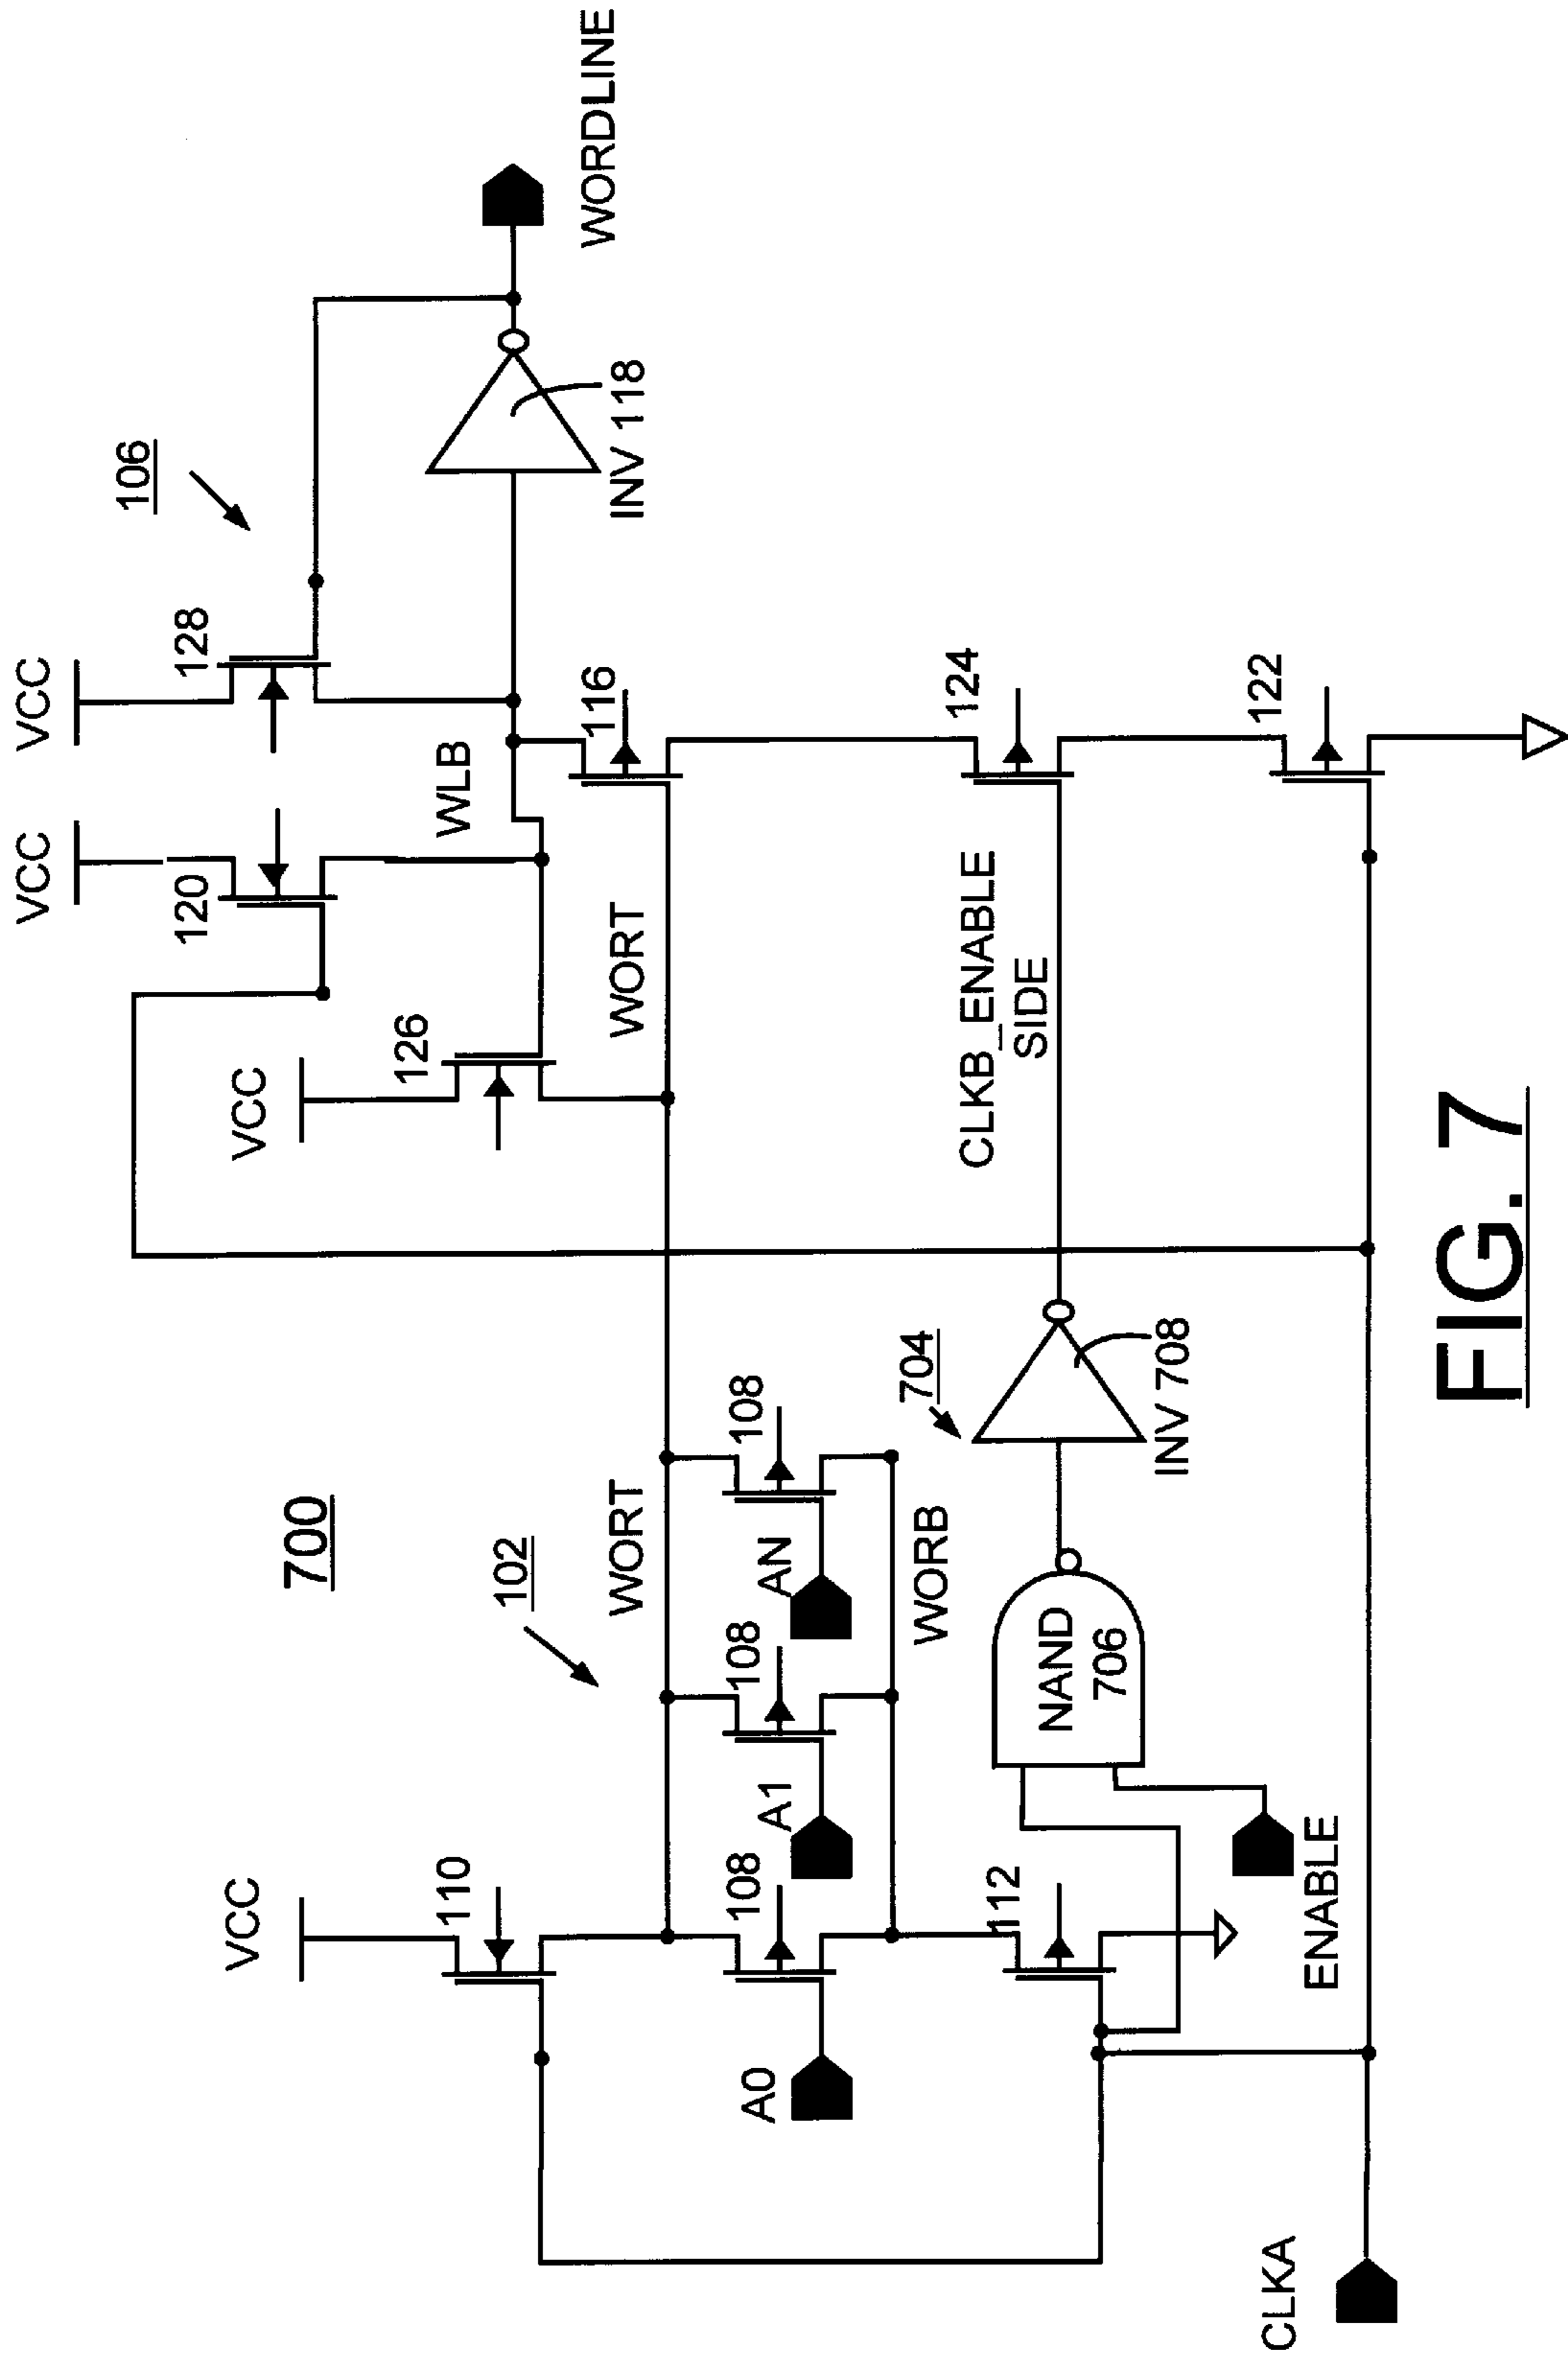 700
106
VCC
VCC
128
120
WORDLINE
VCC
126
WLB
INV 118
116
102
WORT
WORT
VCC
110
108
108
108
A0
A1
AN
WORB
704
CLKB_ENABLE
SIDE
124
112
NAND
706
INV 708
122
ENABLE
CLKA
FIG. 7